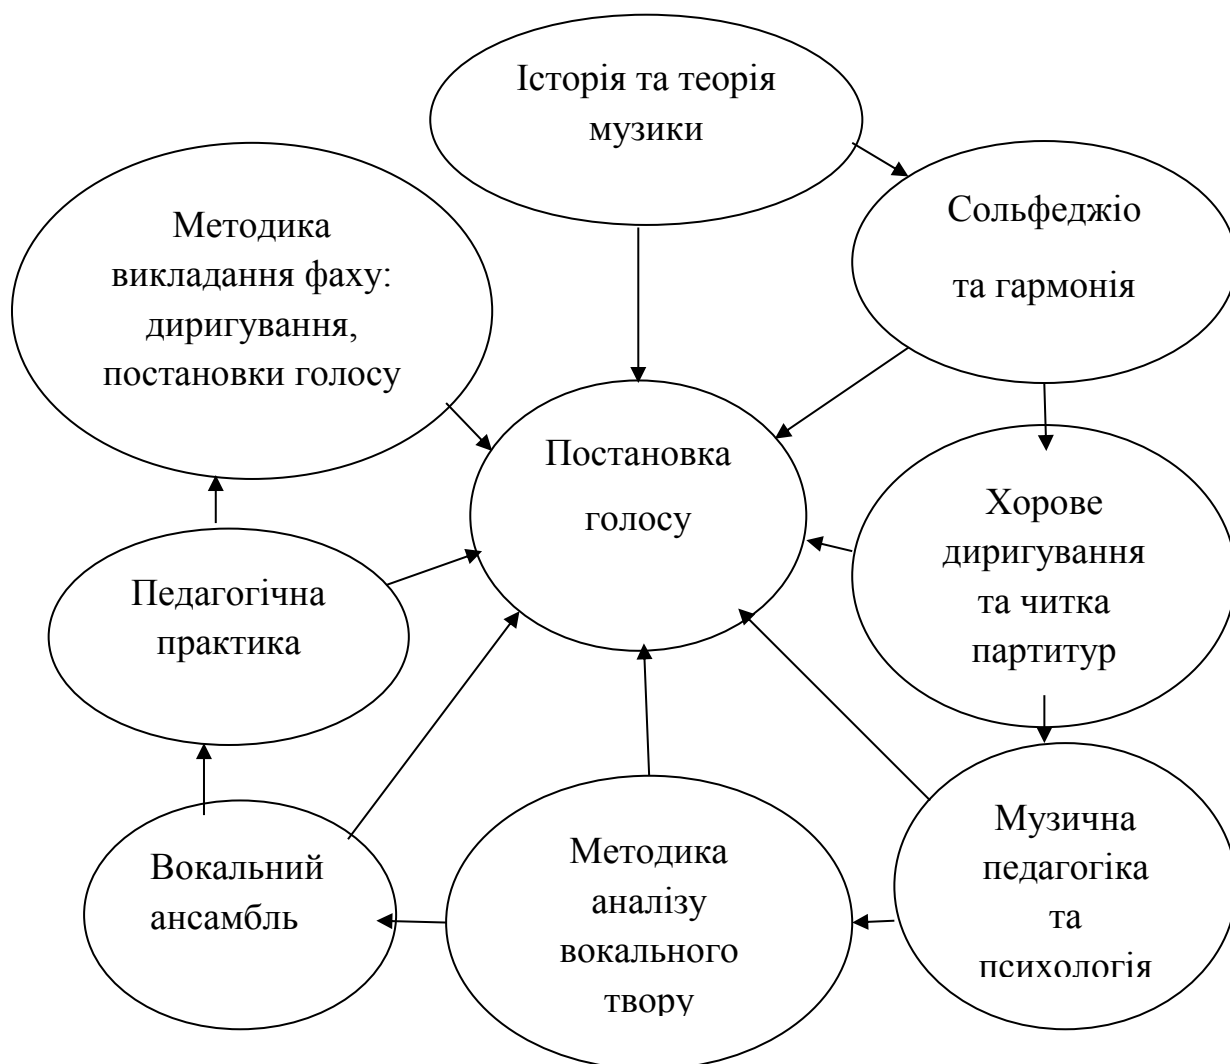 Історія та теорія
музики
Сольфеджіо
та гармонія
Методика
викладання фаху:
диригування,
постановки голосу
Постановка
голосу
Хорове
диригування
та читка
партитур
Педагогічна
практика
Музична
педагогіка
та
психологія
Методика
аналізу
вокального
твору
Вокальний
ансамбль